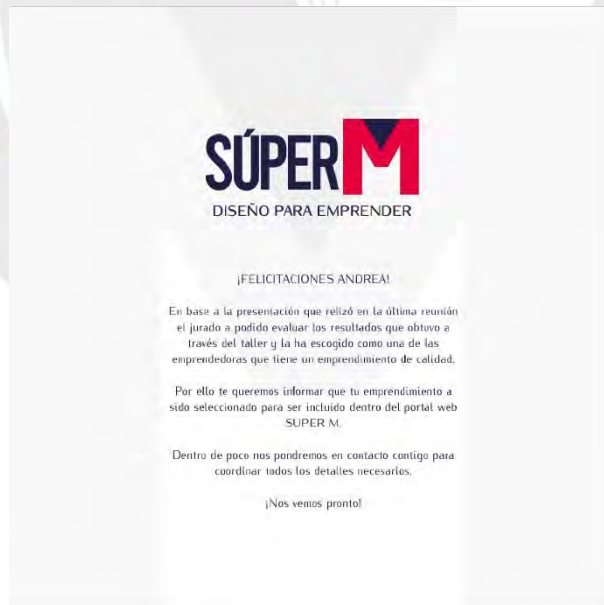 SÚPER M
DISEÑO PARA EMPRENDER
¡FELICITACIONES ANDREA!
En base a la presentación que relizó en la última reunión
el jurado a podido evaluar los resultados que obtuvo a
través del taller y la ha escogido como una de las
emprendedoras que tiene un emprendimiento de calidad.
Por ello te queremos informar que tu emprendimiento a
sido seleccionado para ser incluido dentro del portal web
SUPER M.
Dentro de poco nos pondremos en contacto contigo para
coordinar todos los detalles necesarios.
¡Nos vemos pronto!